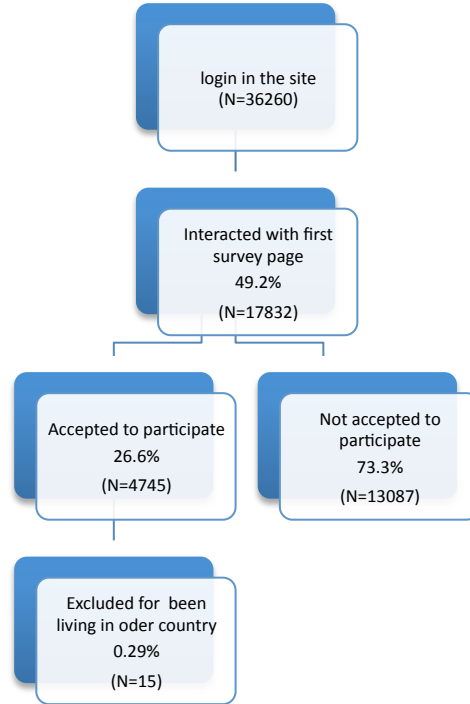 login in the site
(N=36260)
Interacted with first
survey page
49.2%
(N=17832)
Accepted to participate
26.6%
(N=4745)
Not accepted to
participate
73.3%
(N=13087)
Excluded for been
living in oder country
0.29%
(N=15)